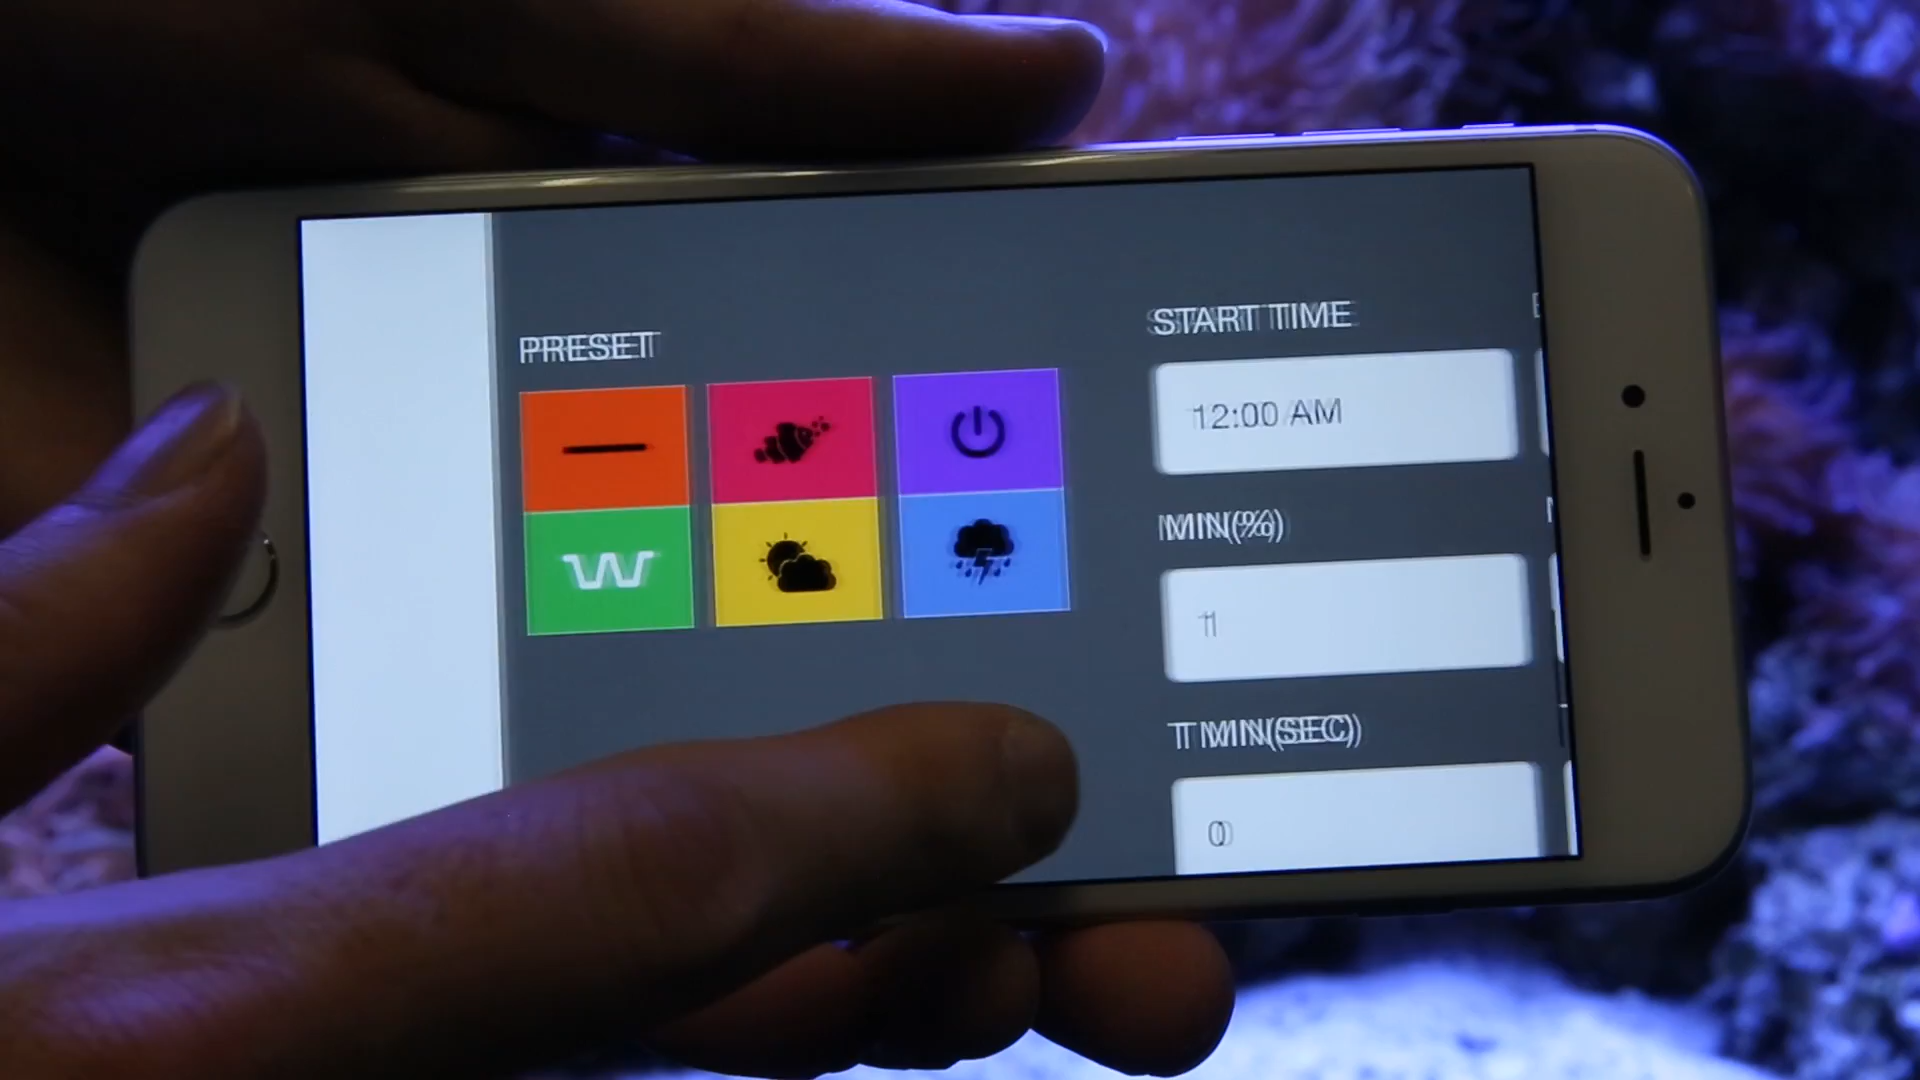 PRESET
START TIME
12:00 AM
MIN(%)
1
T MIN(SEC)
0